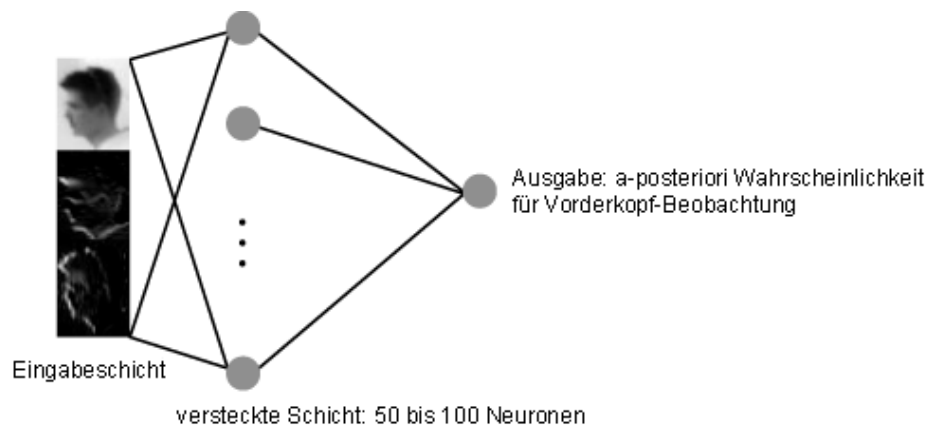 Ausgabe: a-posteriori Wahrscheinlichkeit
für Vorderkopf-Beobachtung
Eingabeschicht
versteckte Schicht: 50 bis 100 Neuronen